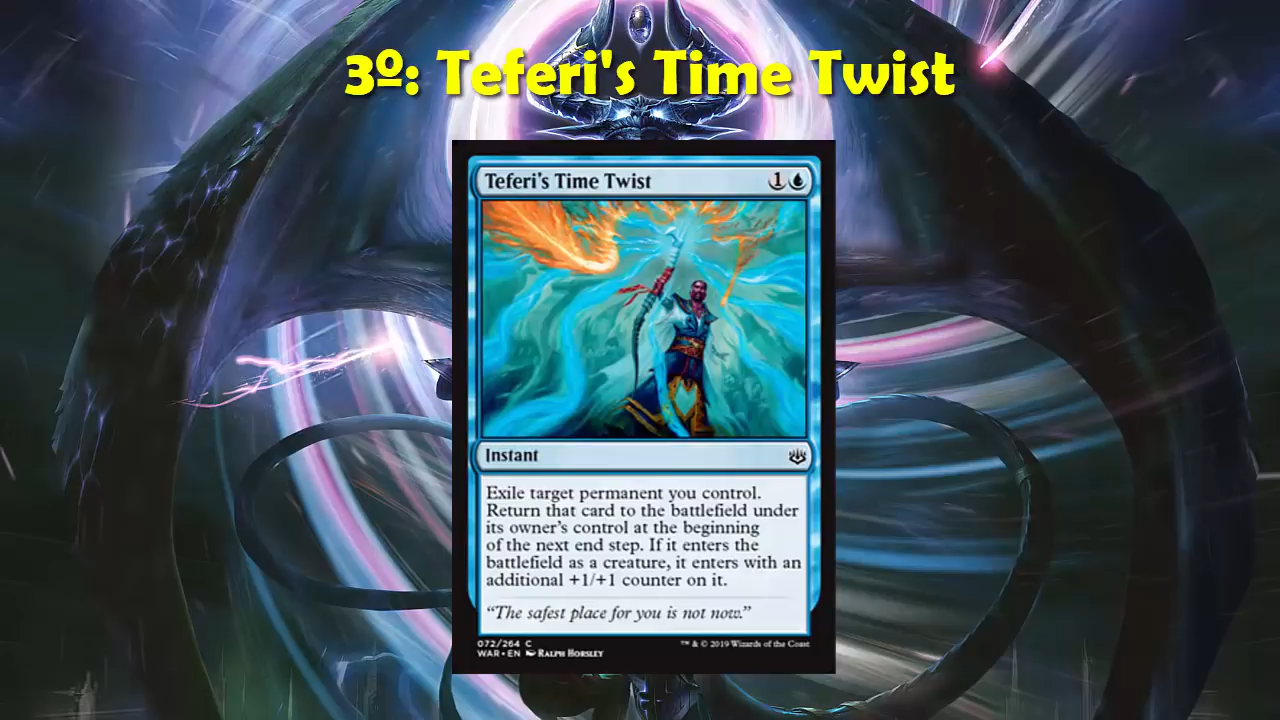 3º: Teferi's Time Twist
Teferi's Time Twist 1
Instant
Exile target permanent you control.
Return that card to the battlefield under
its owner's control at the beginning
of the next end step. If it enters the
battlefield as a creature, it enters with an
additional +1/+1 counter on it.
“The safest place for you is not now.”
072/264 C
WAR • EN Ralph Horsley
™ & © 2019 Wizards of the Coast